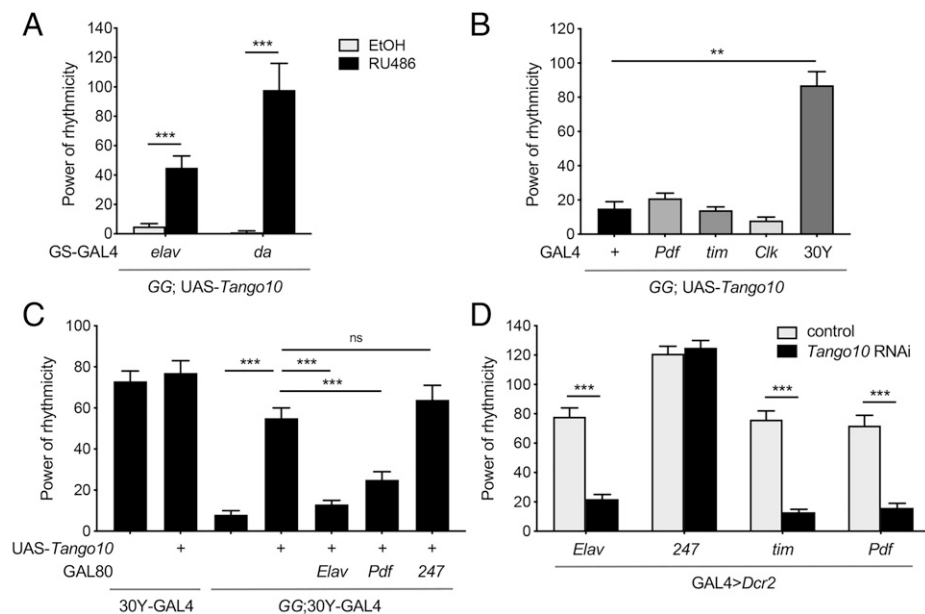 A
Power of rhythmicity
140
120
100
80
60
40
20
0
***
***
EtOH
RU486
GS-GAL4
elav
da
GG; UAS-Tango10
B
Power of rhythmicity
100
80
60
40
20
0
**
GAL4
+
Pdf
tim
Clk
30Y
GG; UAS-Tango10
C
Power of rhythmicity
100
80
60
40
20
0
ns
***
***
***
UAS-Tango10
+
+
+
+
+
GAL80
Elav
Pdf
247
30Y-GAL4
GG;30Y-GAL4
D
Power of rhythmicity
140
120
100
80
60
40
20
0
control
Tango10 RNAi
***
***
***
Elav
247
tim
Pdf
GAL4>Dcr2